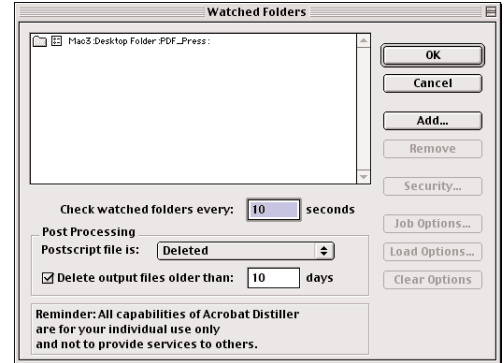 Watched Folders
Mac3:Desktop Folder:PDF_Press:
OK
Cancel
Add...
Remove
Security...
Check watched folders every: 10 seconds
Job Options...
Post Processing
Postscript file is: Deleted
Load Options...
Delete output files older than: 10 days
Clear Options
Reminder: All capabilities of Acrobat Distiller
are for your individual use only
and not to provide services to others.